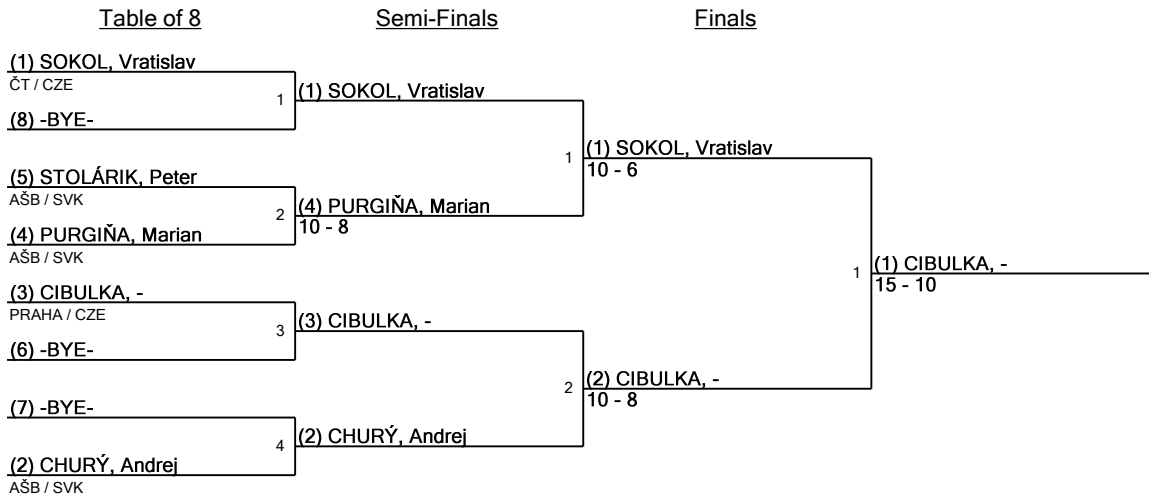 Table of 8
Semi-Finals
Finals
(1) SOKOL, Vratislav
ČT / CZE
1
(8) -BYE-
(5) STOLÁRIK, Peter
AŠB / SVK
2
(4) PURGIŇA, Marian
AŠB / SVK
(3) CIBULKA, -
PRAHA / CZE
3
(6) -BYE-
(7) -BYE-
4
(2) CHURÝ, Andrej
AŠB / SVK
(1) SOKOL, Vratislav
1
(4) PURGIŇA, Marian
10 - 8
(3) CIBULKA, -
2
(2) CHURÝ, Andrej
(1) SOKOL, Vratislav
10 - 6
1
(2) CIBULKA, -
10 - 8
(1) CIBULKA, -
15 - 10